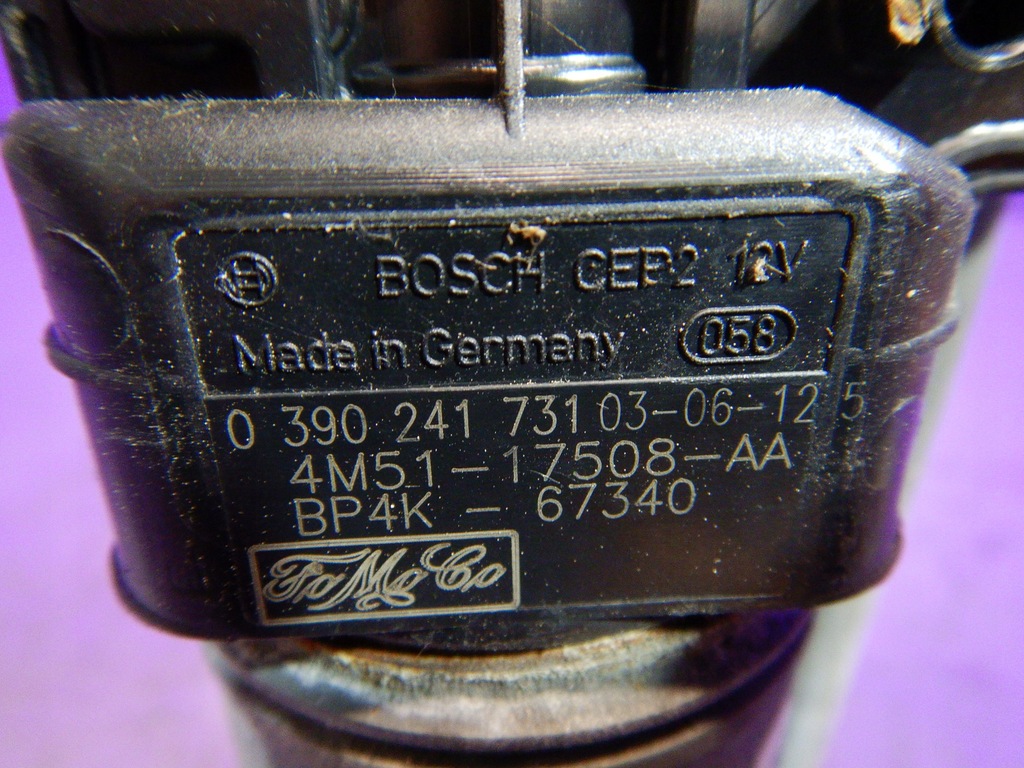 BOSCH CEP2 12V
Made in Germany 058
0 390 241 731 03-06-12 5
4M51-17508-AA
BP4K - 67340
FoMoCo